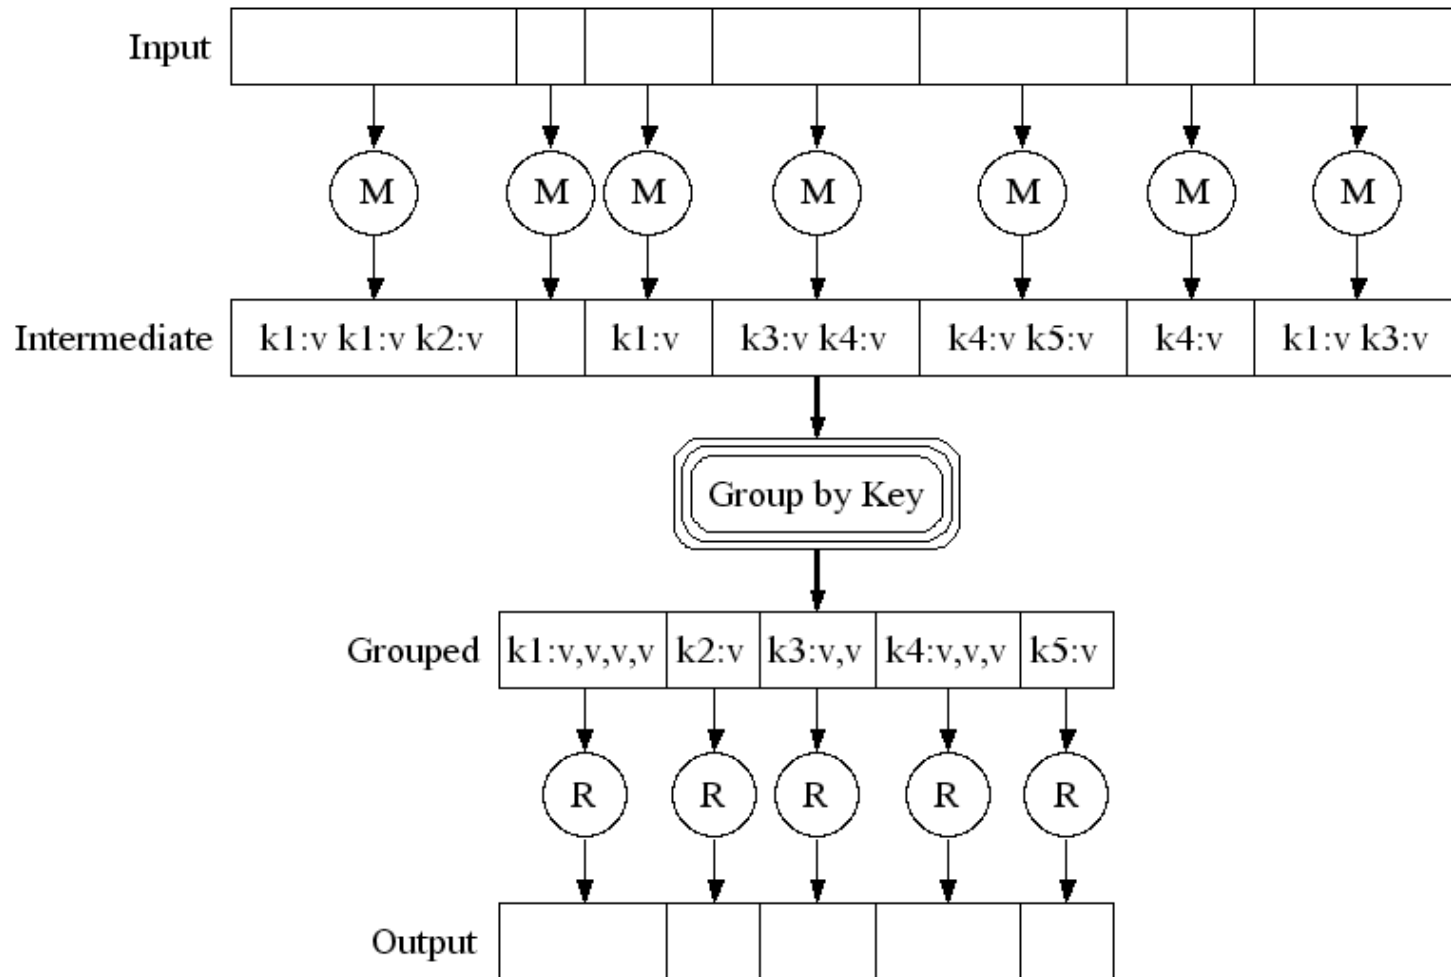 Input
M M M M M M M
Intermediate k1:v k1:v k2:v k1:v k3:v k4:v k4:v k5:v k4:v k1:v k3:v
Group by Key
Grouped k1:v,v,v,v k2:v k3:v,v k4:v,v,v k5:v
R R R R R
Output